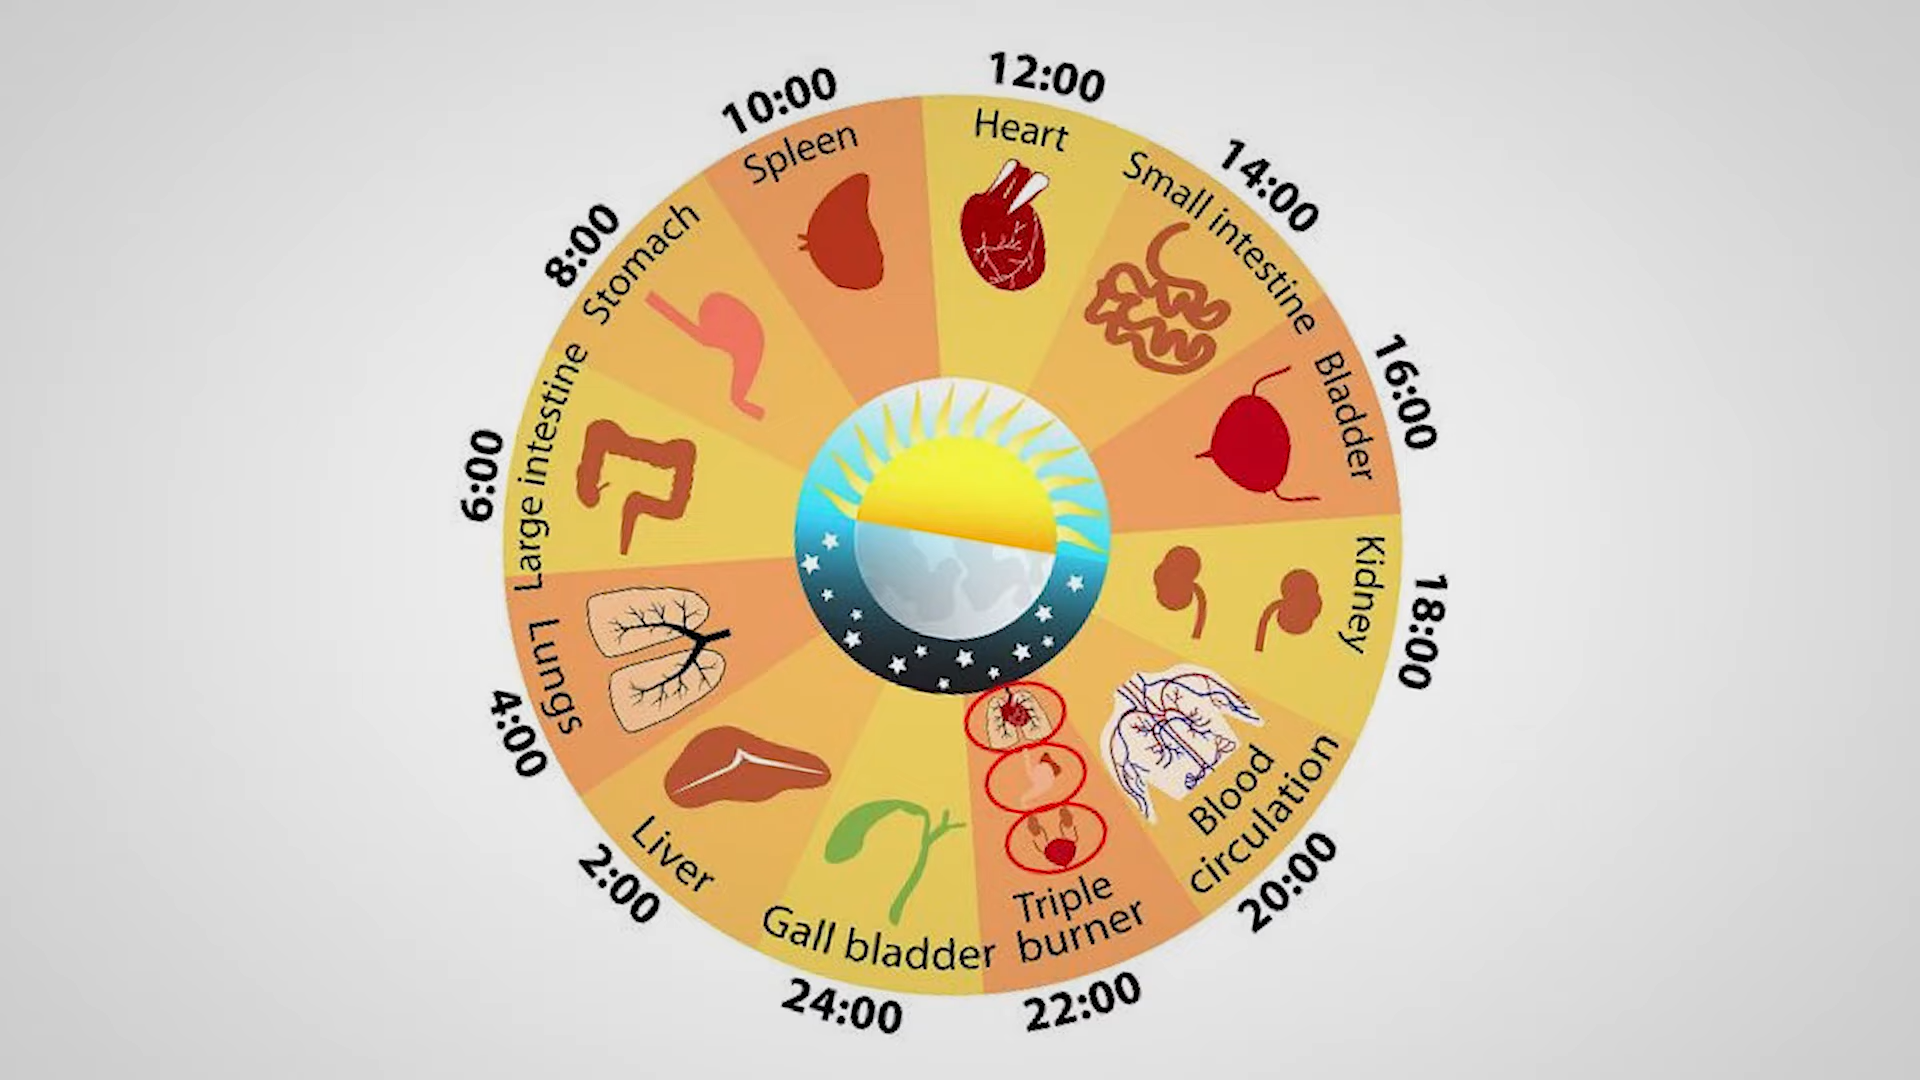 12:00
Heart
14:00
Small intestine
16:00
Bladder
18:00
Kidney
20:00
Blood
circulation
22:00
Triple
burner
24:00
Gall bladder
2:00
Liver
4:00
Lungs
6:00
Large intestine
8:00
Stomach
10:00
Spleen